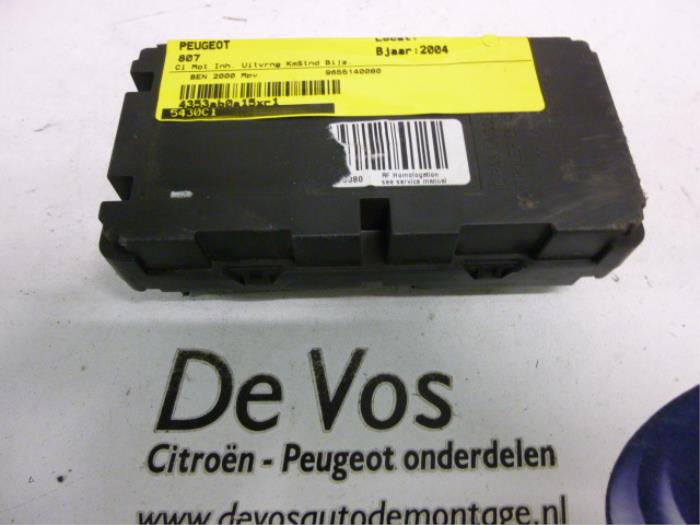 PEUGEOT
807
Bjaar:2004
Ci Mot Inh. Uitvrng KmStnd Bijz
BEN 2000 Mpv 9655140080
4353ab0a15xr1
5430C1
RF Homologation
see service manual
De Vos
Citroën - Peugeot onderdelen
www.devosautodemontage.nl